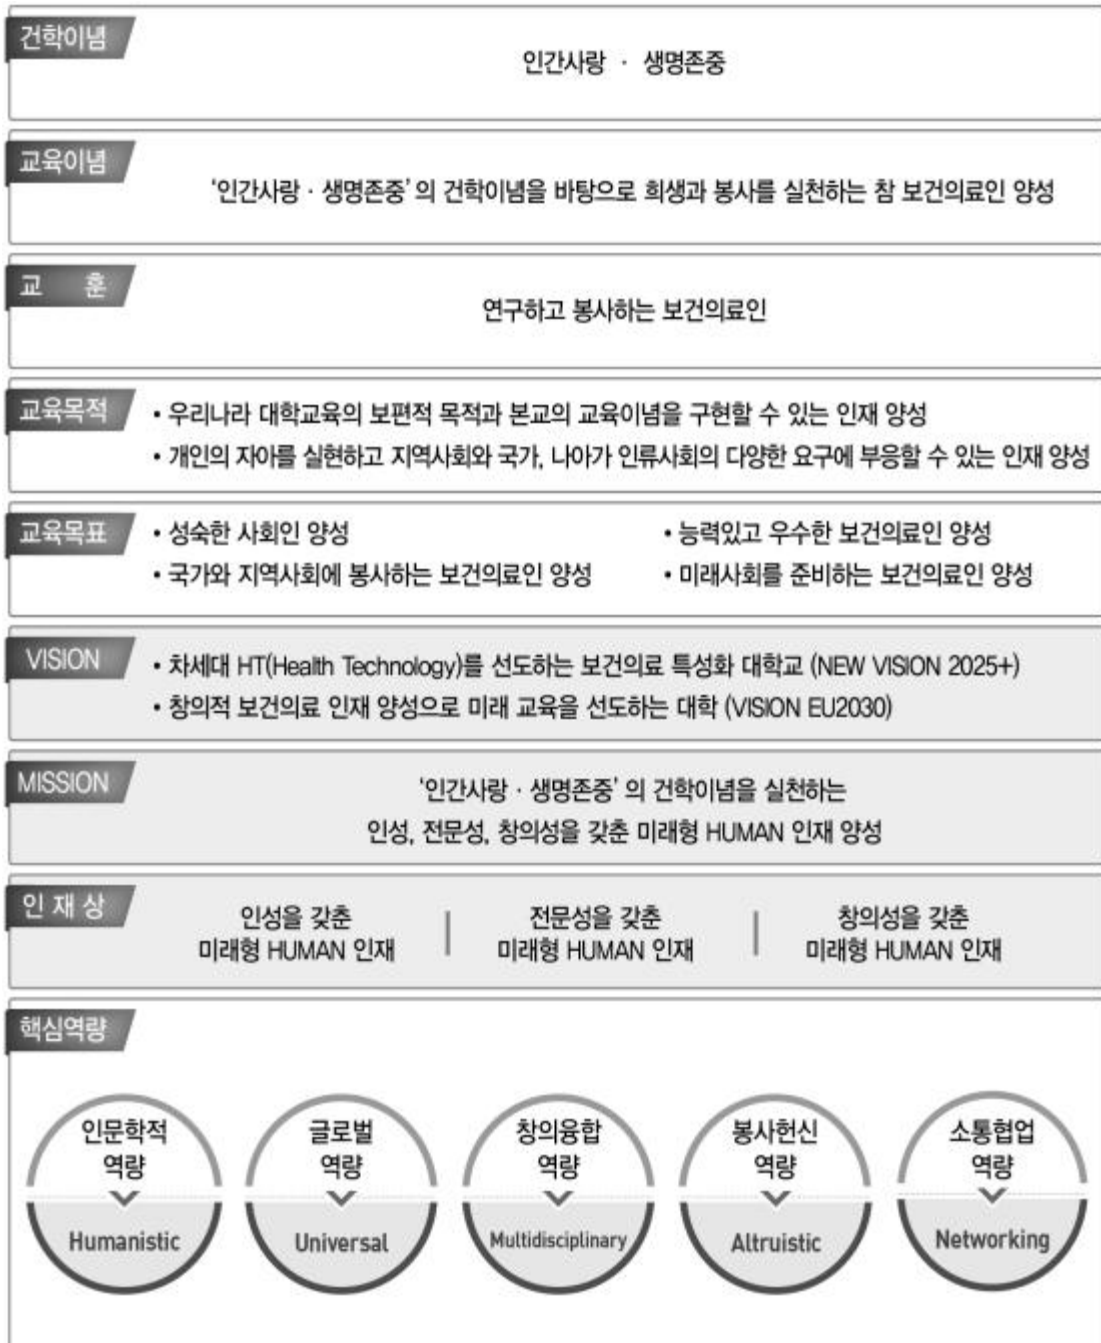 건학이념
인간사랑 · 생명존중
교육이념
‘인간사랑 · 생명존중’ 의 건학이념을 바탕으로 희생과 봉사를 실천하는 참 보건의료인 양성
교 훈
연구하고 봉사하는 보건의료인
교육목적
• 우리나라 대학교육의 보편적 목적과 본교의 교육이념을 구현할 수 있는 인재 양성
• 개인의 자아를 실현하고 지역사회와 국가, 나아가 인류사회의 다양한 요구에 부응할 수 있는 인재 양성
교육목표
• 성숙한 사회인 양성 • 능력있고 우수한 보건의료인 양성
• 국가와 지역사회에 봉사하는 보건의료인 양성 • 미래사회를 준비하는 보건의료인 양성
VISION
• 차세대 HT(Health Technology)를 선도하는 보건의료 특성화 대학교 (NEW VISION 2025+)
• 창의적 보건의료 인재 양성으로 미래 교육을 선도하는 대학 (VISION EU2030)
MISSION
‘인간사랑 · 생명존중’ 의 건학이념을 실천하는
인성, 전문성, 창의성을 갖춘 미래형 HUMAN 인재 양성
인 재 상
인성을 갖춘
미래형 HUMAN 인재
전문성을 갖춘
미래형 HUMAN 인재
창의성을 갖춘
미래형 HUMAN 인재
핵심역량
인문학적
역량
Humanistic
글로벌
역량
Universal
창의융합
역량
Multidisciplinary
봉사헌신
역량
Altruistic
소통협업
역량
Networking